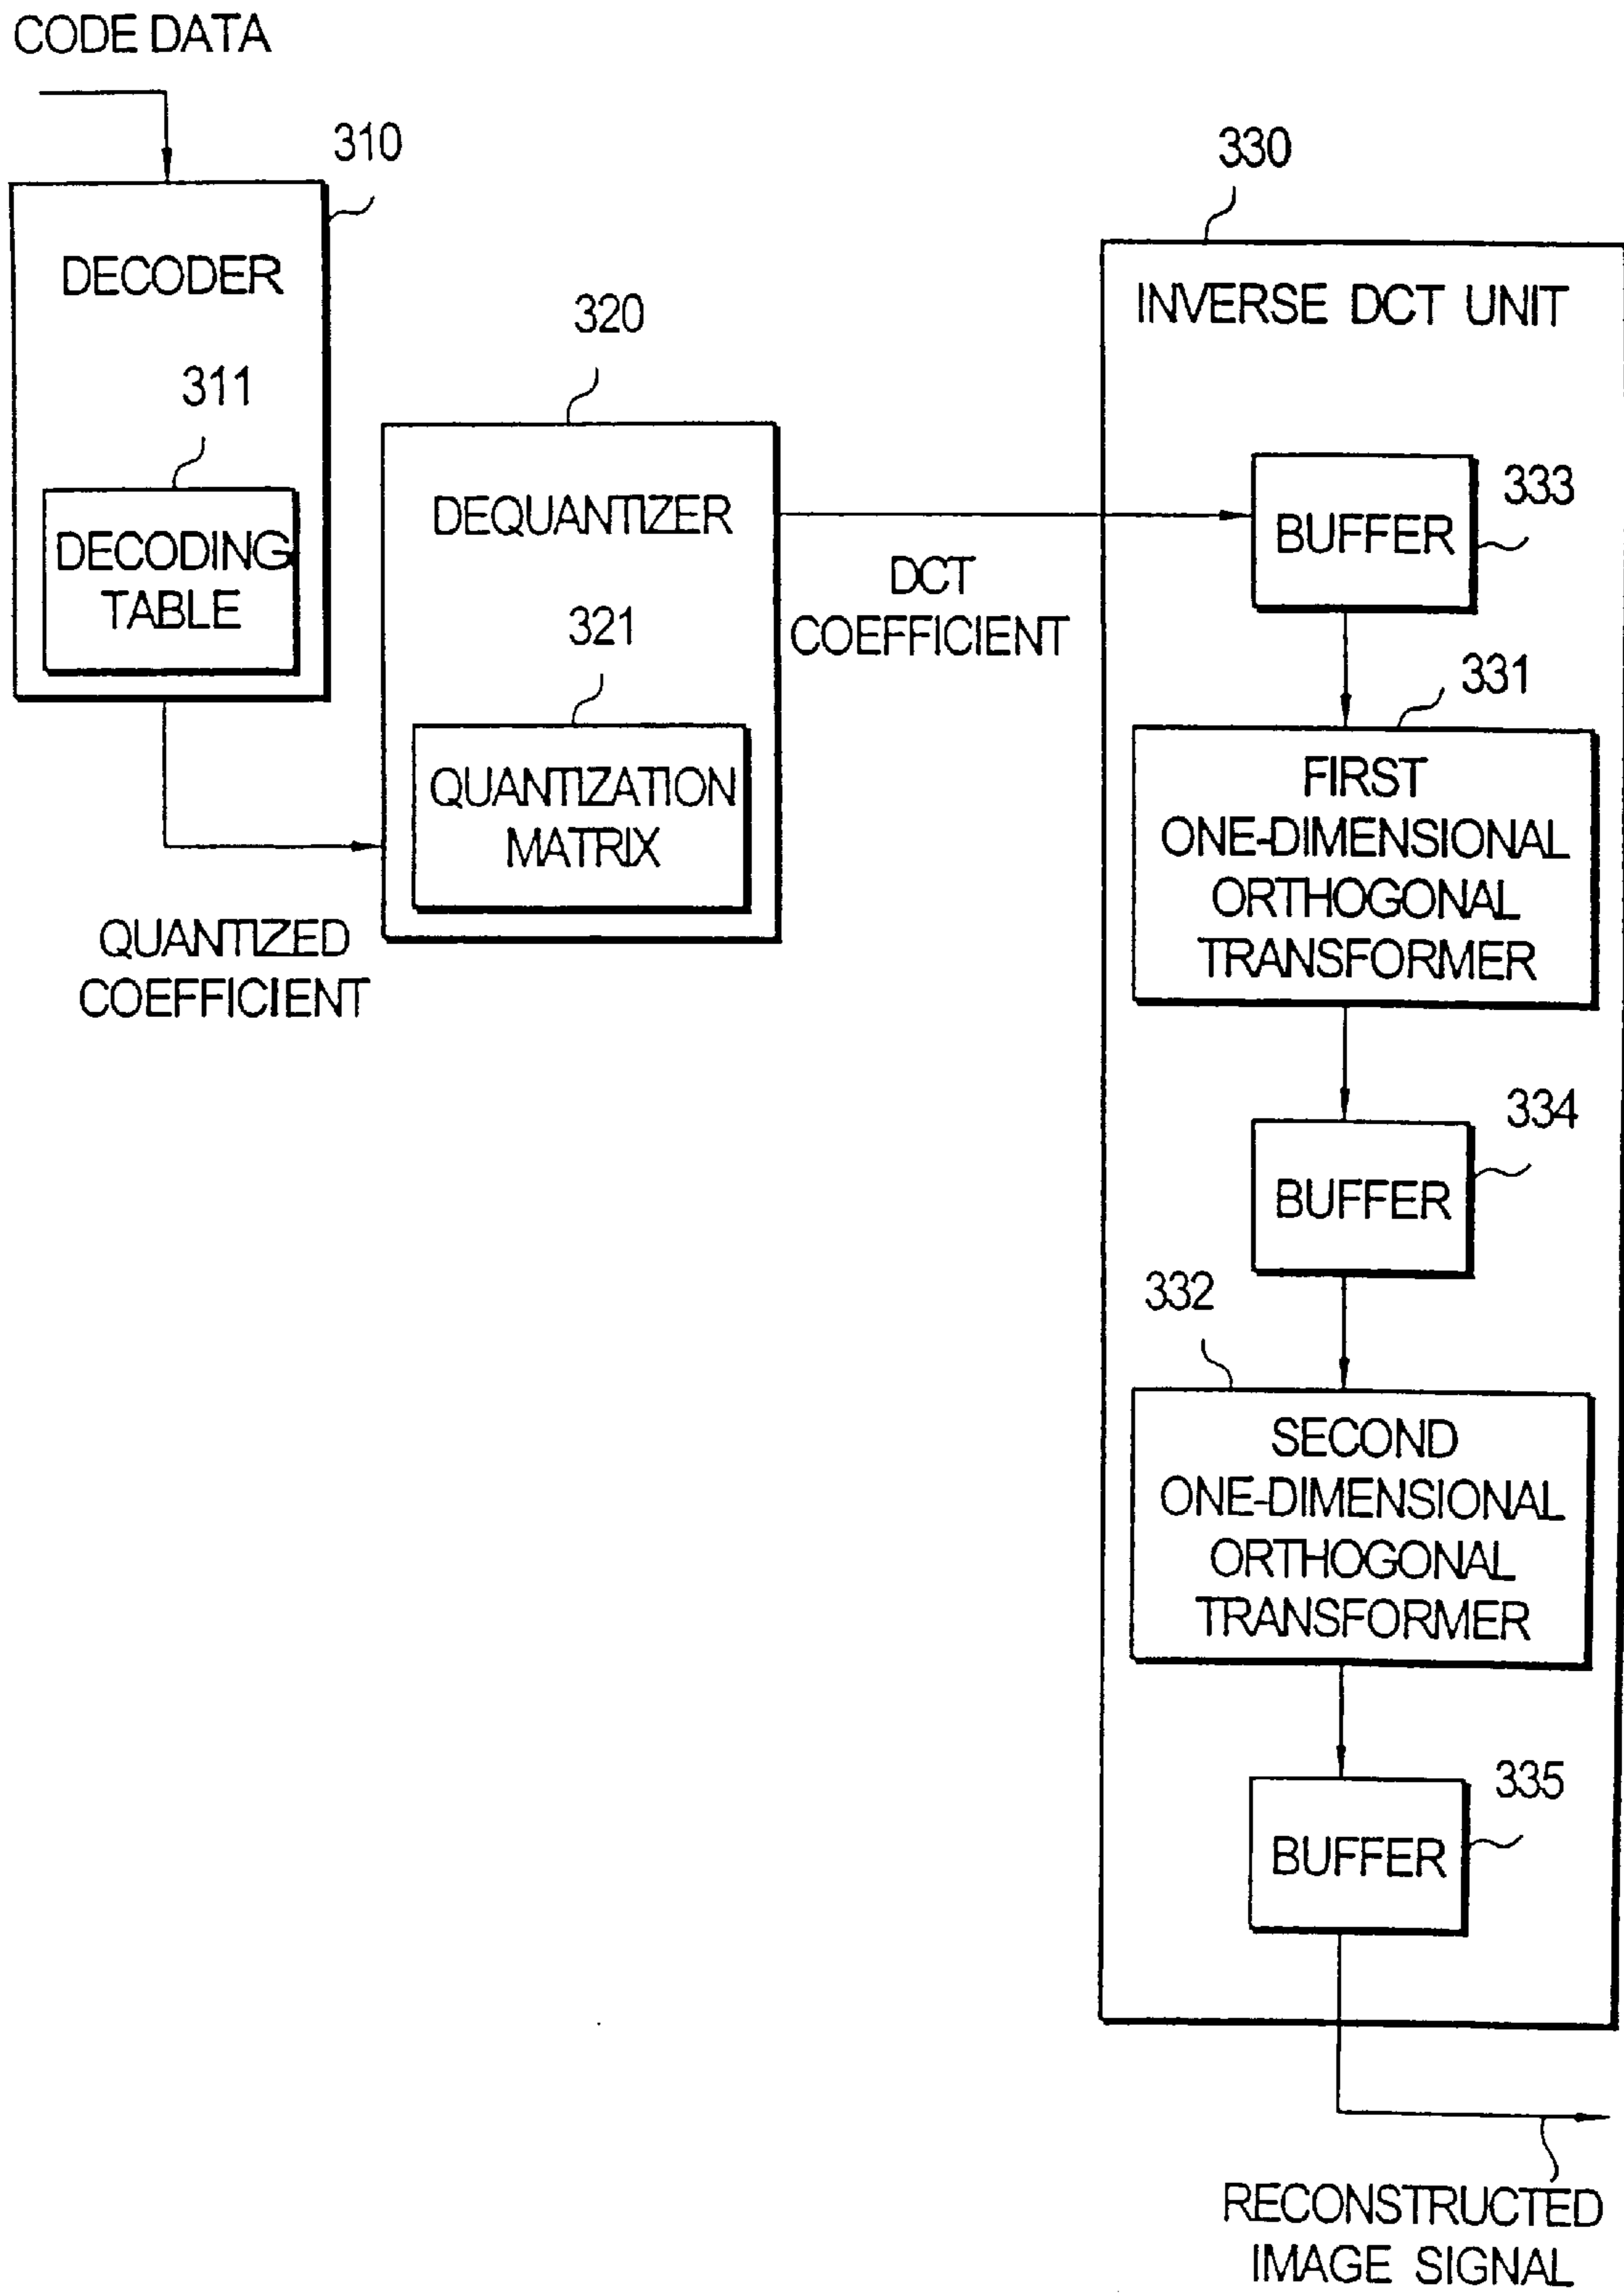 CODE DATA
310
DECODER
311
DECODING
TABLE
QUANTIZED
COEFFICIENT
320
DEQUANTIZER
321
QUANTIZATION
MATRIX
DCT
COEFFICIENT
330
INVERSE DCT UNIT
333
BUFFER
331
FIRST
ONE-DIMENSIONAL
ORTHOGONAL
TRANSFORMER
334
BUFFER
332
SECOND
ONE-DIMENSIONAL
ORTHOGONAL
TRANSFORMER
335
BUFFER
RECONSTRUCTED
IMAGE SIGNAL